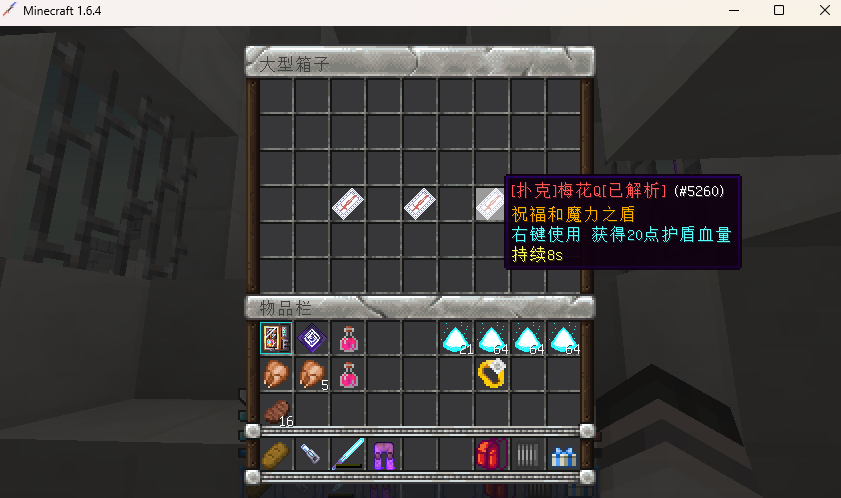 Minecraft 1.6.4
大型箱子
[扑克]梅花Q[已解析] (#5260)
祝福和魔力之盾
右键使用 获得20点护盾血量
持续8s
物品栏
21
64
64
64
5
16